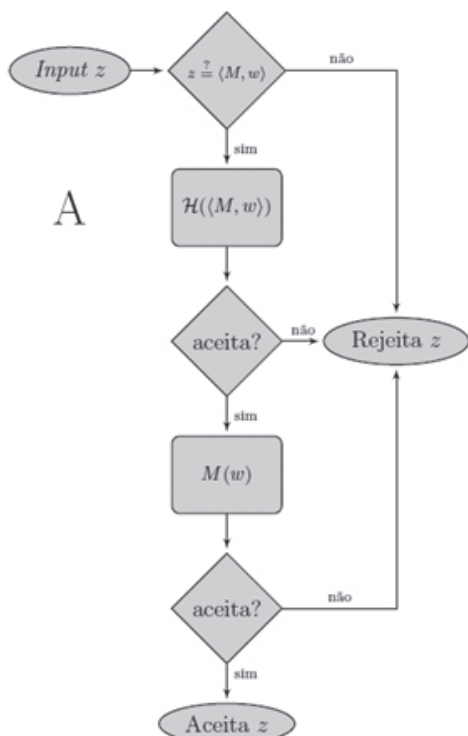 Input z
z ?= ⟨M, w⟩
não
sim
H(⟨M, w⟩)
A
aceita?
não
Rejeita z
sim
M(w)
aceita?
não
sim
Aceita z